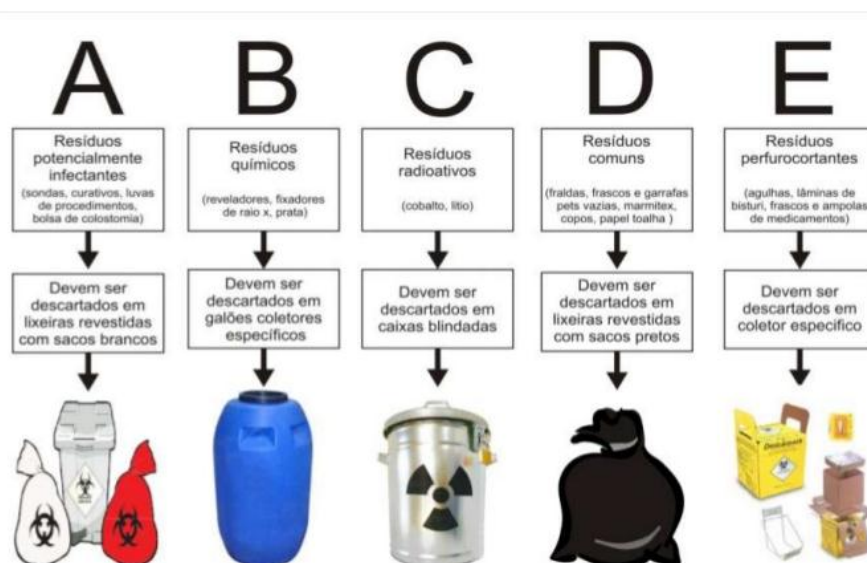 A
B
C
D
E
Resíduos
potencialmente
infectantes
(sondas, curativos, luvas
de procedimentos,
bolsa de colostomia)
Resíduos
químicos
(reveladores, fixadores
de raio x, prata)
Resíduos
radioativos
(cobalto, lítio)
Resíduos
comuns
(fraldas, frascos e garrafas
pets vazias, marmitex,
copos, papel toalha )
Resíduos
perfurocortantes
(agulhas, lâminas de
bisturi, frascos e ampolas
de medicamentos)
Devem ser
descartados em
lixeiras revestidas
com sacos brancos
Devem ser
descartados em
galões coletores
específicos
Devem ser
descartados em
caixas blindadas
Devem ser
descartados em
lixeiras revestidas
com sacos pretos
Devem ser
descartados em
coletor especifico